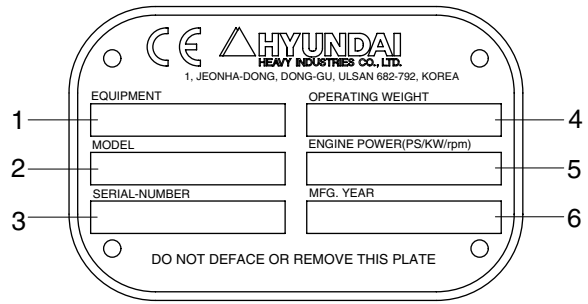 CE HYUNDAI
HEAVY INDUSTRIES CO., LTD.
1, JEONHA-DONG, DONG-GU, ULSAN 682-792, KOREA
EQUIPMENT OPERATING WEIGHT
1 4
MODEL ENGINE POWER(PS/KW/rpm)
2 5
SERIAL-NUMBER MFG. YEAR
3 6
DO NOT DEFACE OR REMOVE THIS PLATE